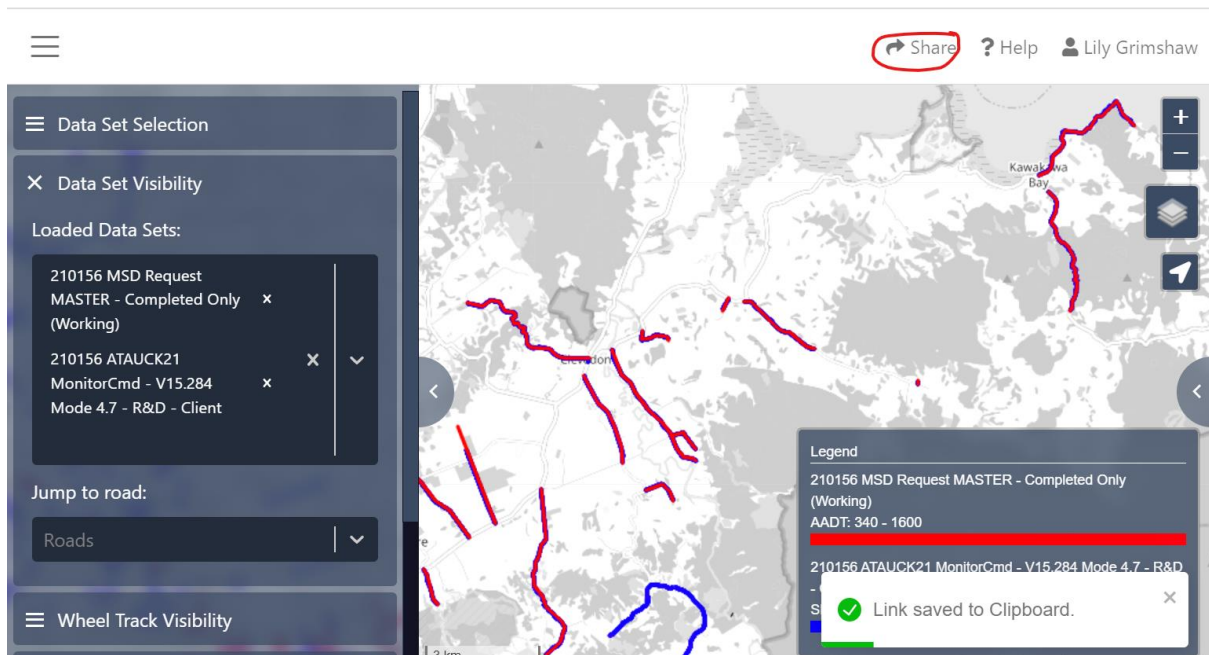 Share
? Help
Lily Grimshaw
Data Set Selection
Data Set Visibility
Loaded Data Sets:
210156 MSD Request
MASTER - Completed Only
(Working)
210156 ATAUCK21
MonitorCmd - V15.284
Mode 4.7 - R&D - Client
Jump to road:
Roads
Wheel Track Visibility
Kawakawa
Bay
Clevedon
2 km
Legend
210156 MSD Request MASTER - Completed Only
(Working)
AADT: 340 - 1600
210156 ATAUCK21 MonitorCmd - V15.284 Mode 4.7 - R&D
Link saved to Clipboard.